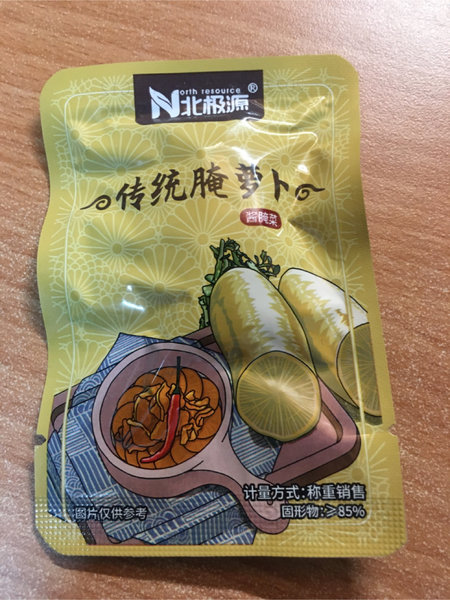 North resource
北极源®
传统腌萝卜
酱腌菜
计量方式:称重销售
固形物:≥85%
图片仅供参考